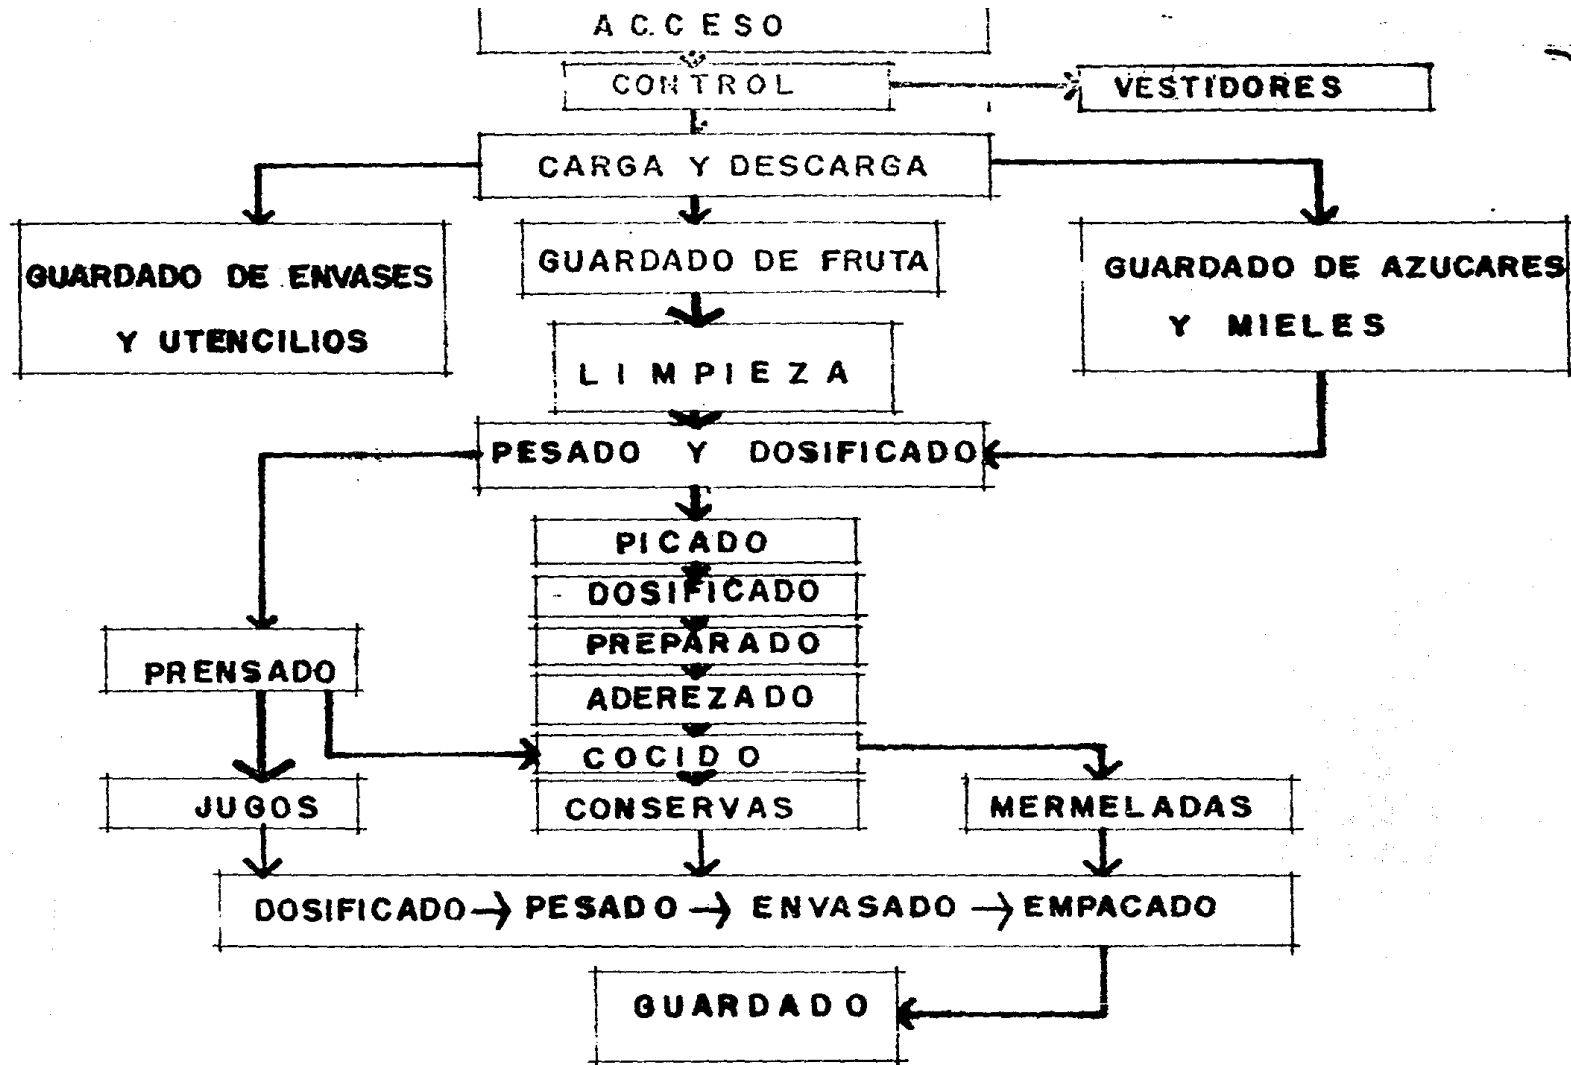 ACCESO
CONTROL
VESTIDORES
CARGA Y DESCARGA
GUARDADO DE ENVASES
Y UTENCILIOS
GUARDADO DE FRUTA
GUARDADO DE AZUCARES
Y MIELES
LIMPIEZA
PESADO Y DOSIFICADO
PICADO
DOSIFICADO
PREPARADO
PRENSADO
ADEREZADO
COCIDO
JUGOS
CONSERVAS
MERMELADAS
DOSIFICADO → PESADO → ENVASADO → EMPACADO
GUARDADO